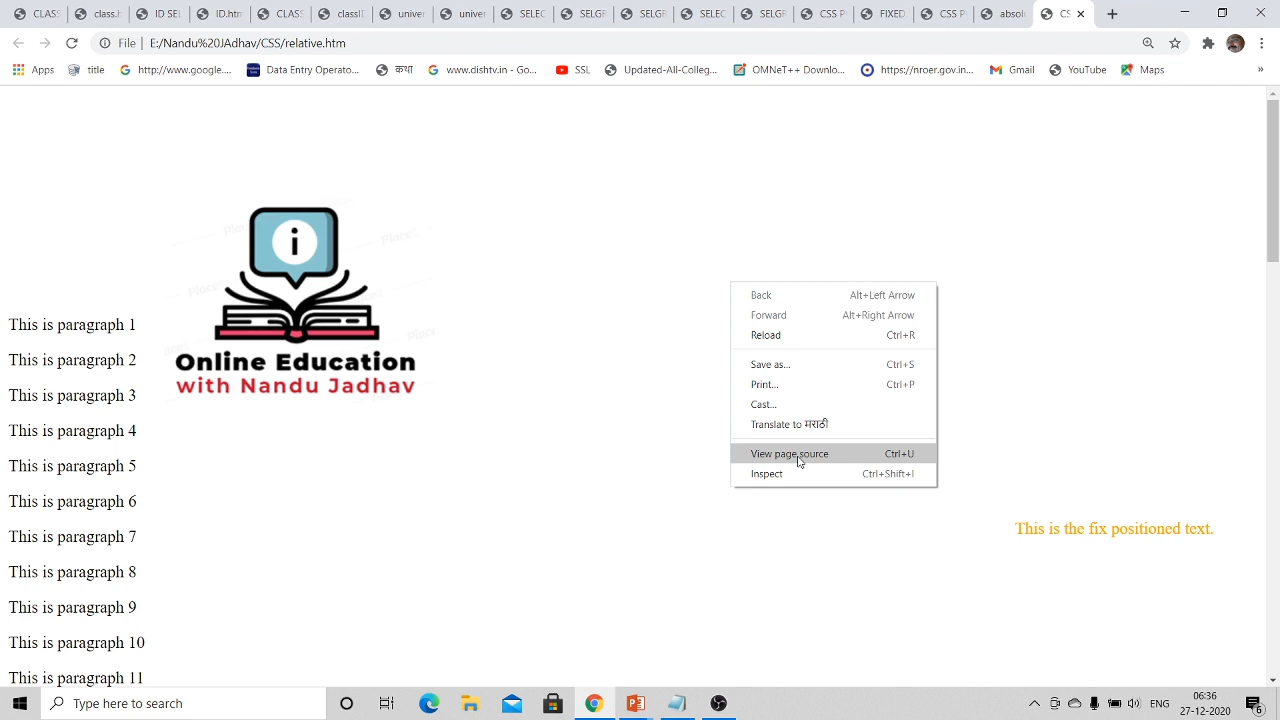 CLASS
class.h
ID SE
ID.htm
CLASS
classI
univer
univer
SELEC
SELGR
SELGR
SELEC
SELGR
CSS P
FIXED
CSS P
absol
CS
File | E:/Nandu%20Jadhav/CSS/relative.htm
Apps
title
http://www.google....
Data Entry Operato...
कथा
www.dishtv.in - Go...
SSL
Updated-All-Deleg...
OMNet++ Downlo...
https://nroer.gov.in...
Gmail
YouTube
Maps
»
i
Online Education
with Nandu Jadhav
This is paragraph 1
This is paragraph 2
This is paragraph 3
This is paragraph 4
This is paragraph 5
This is paragraph 6
This is paragraph 7
This is paragraph 8
This is paragraph 9
This is paragraph 10
This is paragraph 11
Back Alt+Left Arrow
Forward Alt+Right Arrow
Reload Ctrl+R
Save as... Ctrl+S
Print... Ctrl+P
Cast...
Translate to मराठी
View page source Ctrl+U
Inspect Ctrl+Shift+I
This is the fix positioned text.
Type here to search
ENG
06:36
27-12-2020
6